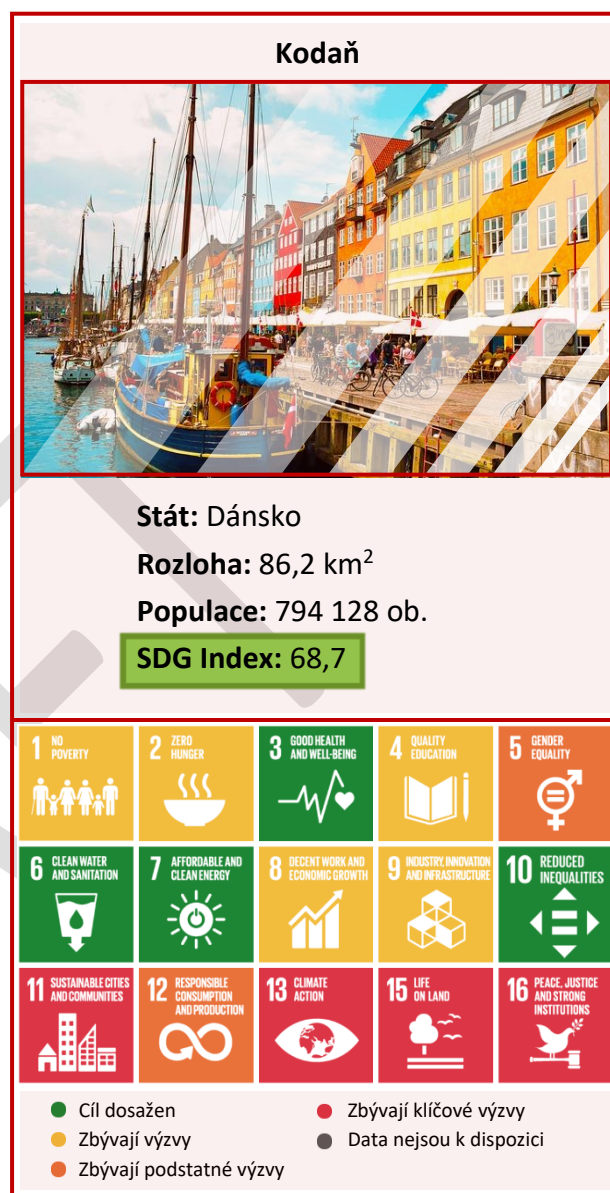 Kodaň
Stát: Dánsko
Rozloha: 86,2 km²
Populace: 794 128 ob.
SDG Index: 68,7
1 NO POVERTY
2 ZERO HUNGER
3 GOOD HEALTH AND WELL-BEING
4 QUALITY EDUCATION
5 GENDER EQUALITY
6 CLEAN WATER AND SANITATION
7 AFFORDABLE AND CLEAN ENERGY
8 DECENT WORK AND ECONOMIC GROWTH
9 INDUSTRY, INNOVATION AND INFRASTRUCTURE
10 REDUCED INEQUALITIES
11 SUSTAINABLE CITIES AND COMMUNITIES
12 RESPONSIBLE CONSUMPTION AND PRODUCTION
13 CLIMATE ACTION
15 LIFE ON LAND
16 PEACE, JUSTICE AND STRONG INSTITUTIONS
Cíl dosažen
Zbývají výzvy
Zbývají podstatné výzvy
Zbývají klíčové výzvy
Data nejsou k dispozici